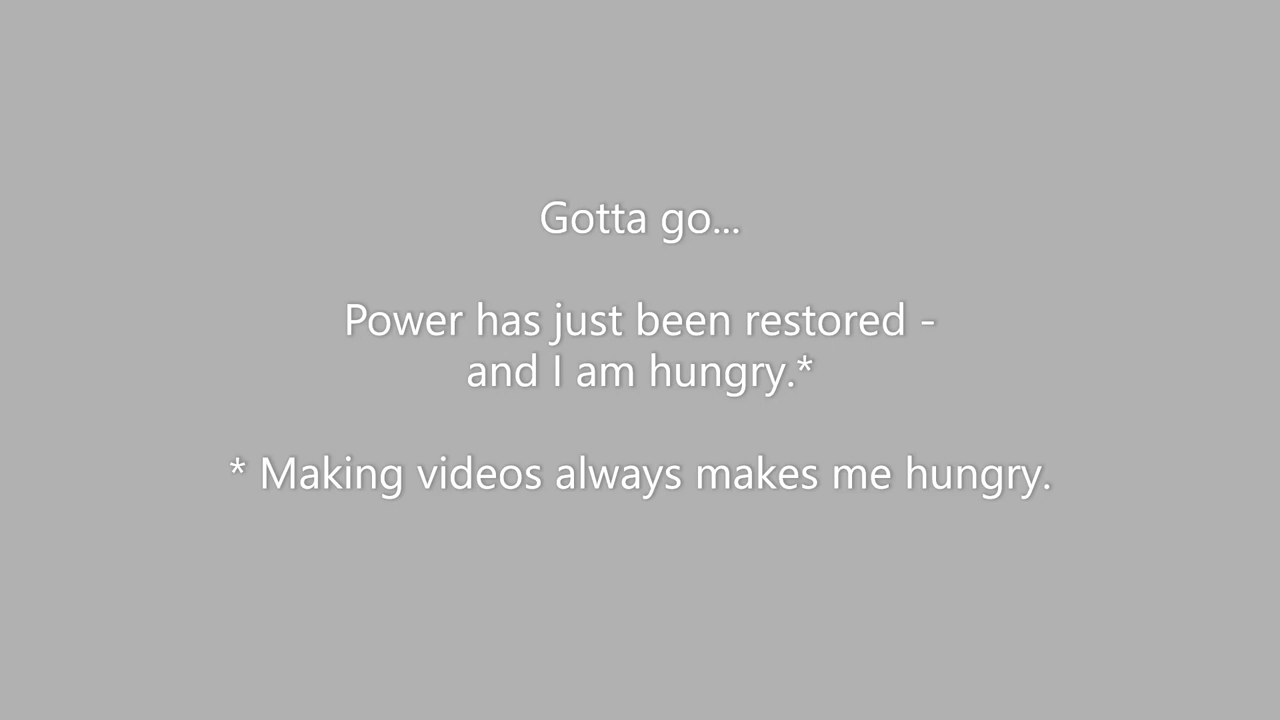 Gotta go...
Power has just been restored -
and I am hungry.*
* Making videos always makes me hungry.